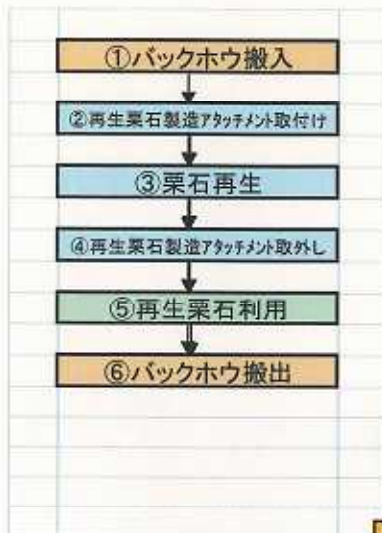 ①バックホウ搬入
②再生栗石製造アタッチメント取付け
③栗石再生
④再生栗石製造アタッチメント取外し
⑤再生栗石利用
⑥バックホウ搬出